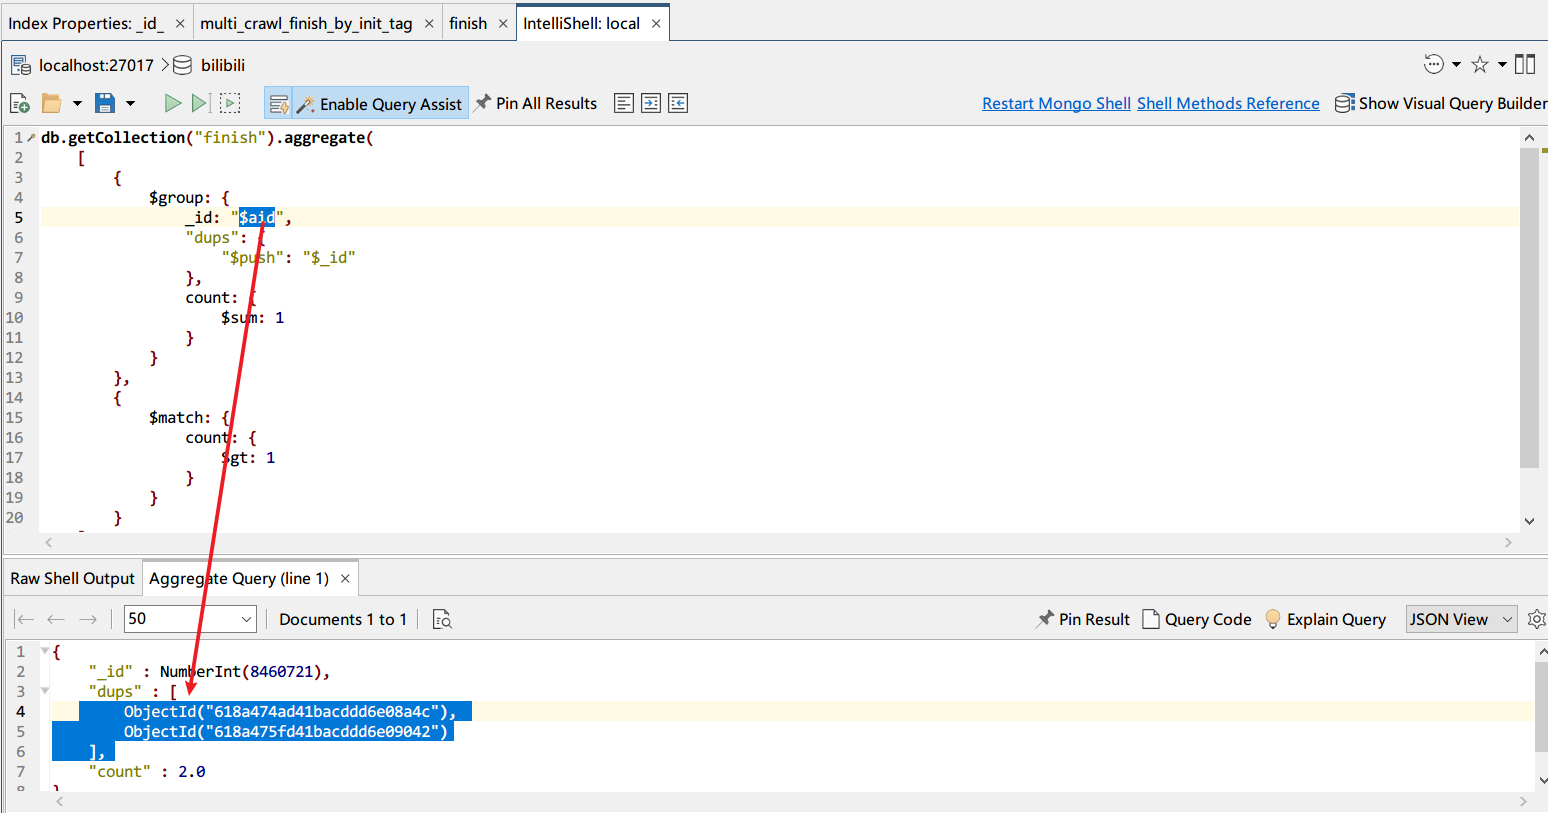 Index Properties: _id_ × multi_crawl_finish_by_init_tag × finish × IntelliShell: local ×
localhost:27017 > bilibili
Enable Query Assist Pin All Results Restart Mongo Shell Shell Methods Reference Show Visual Query Builder
1 db.getCollection("finish").aggregate(
2 [
3 {
4 $group: {
5 _id: "$aid",
6 "dups": {
7 "$push": "$_id"
8 },
9 count: {
10 $sum: 1
11 }
12 }
13 },
14 {
15 $match: {
16 count: {
17 $gt: 1
18 }
19 }
20 }
Raw Shell Output Aggregate Query (line 1) ×
50 Documents 1 to 1 Pin Result Query Code Explain Query JSON View
1 {
2 "_id" : NumberInt(8460721),
3 "dups" : [
4 ObjectId("618a474ad41bacddd6e08a4c"),
5 ObjectId("618a475fd41bacddd6e09042")
6 ],
7 "count" : 2.0
8 }